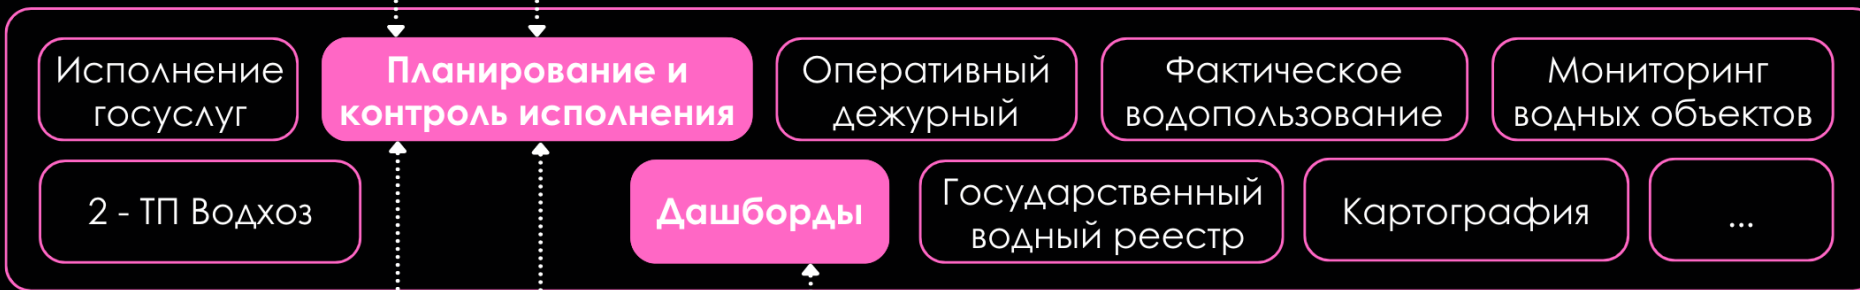 Исполнение
госуслуг
Планирование и
контроль исполнения
Оперативный
дежурный
Фактическое
водопользование
Мониторинг
водных объектов
2 - ТП Водхоз
Дашборды
Государственный
водный реестр
Картография
...